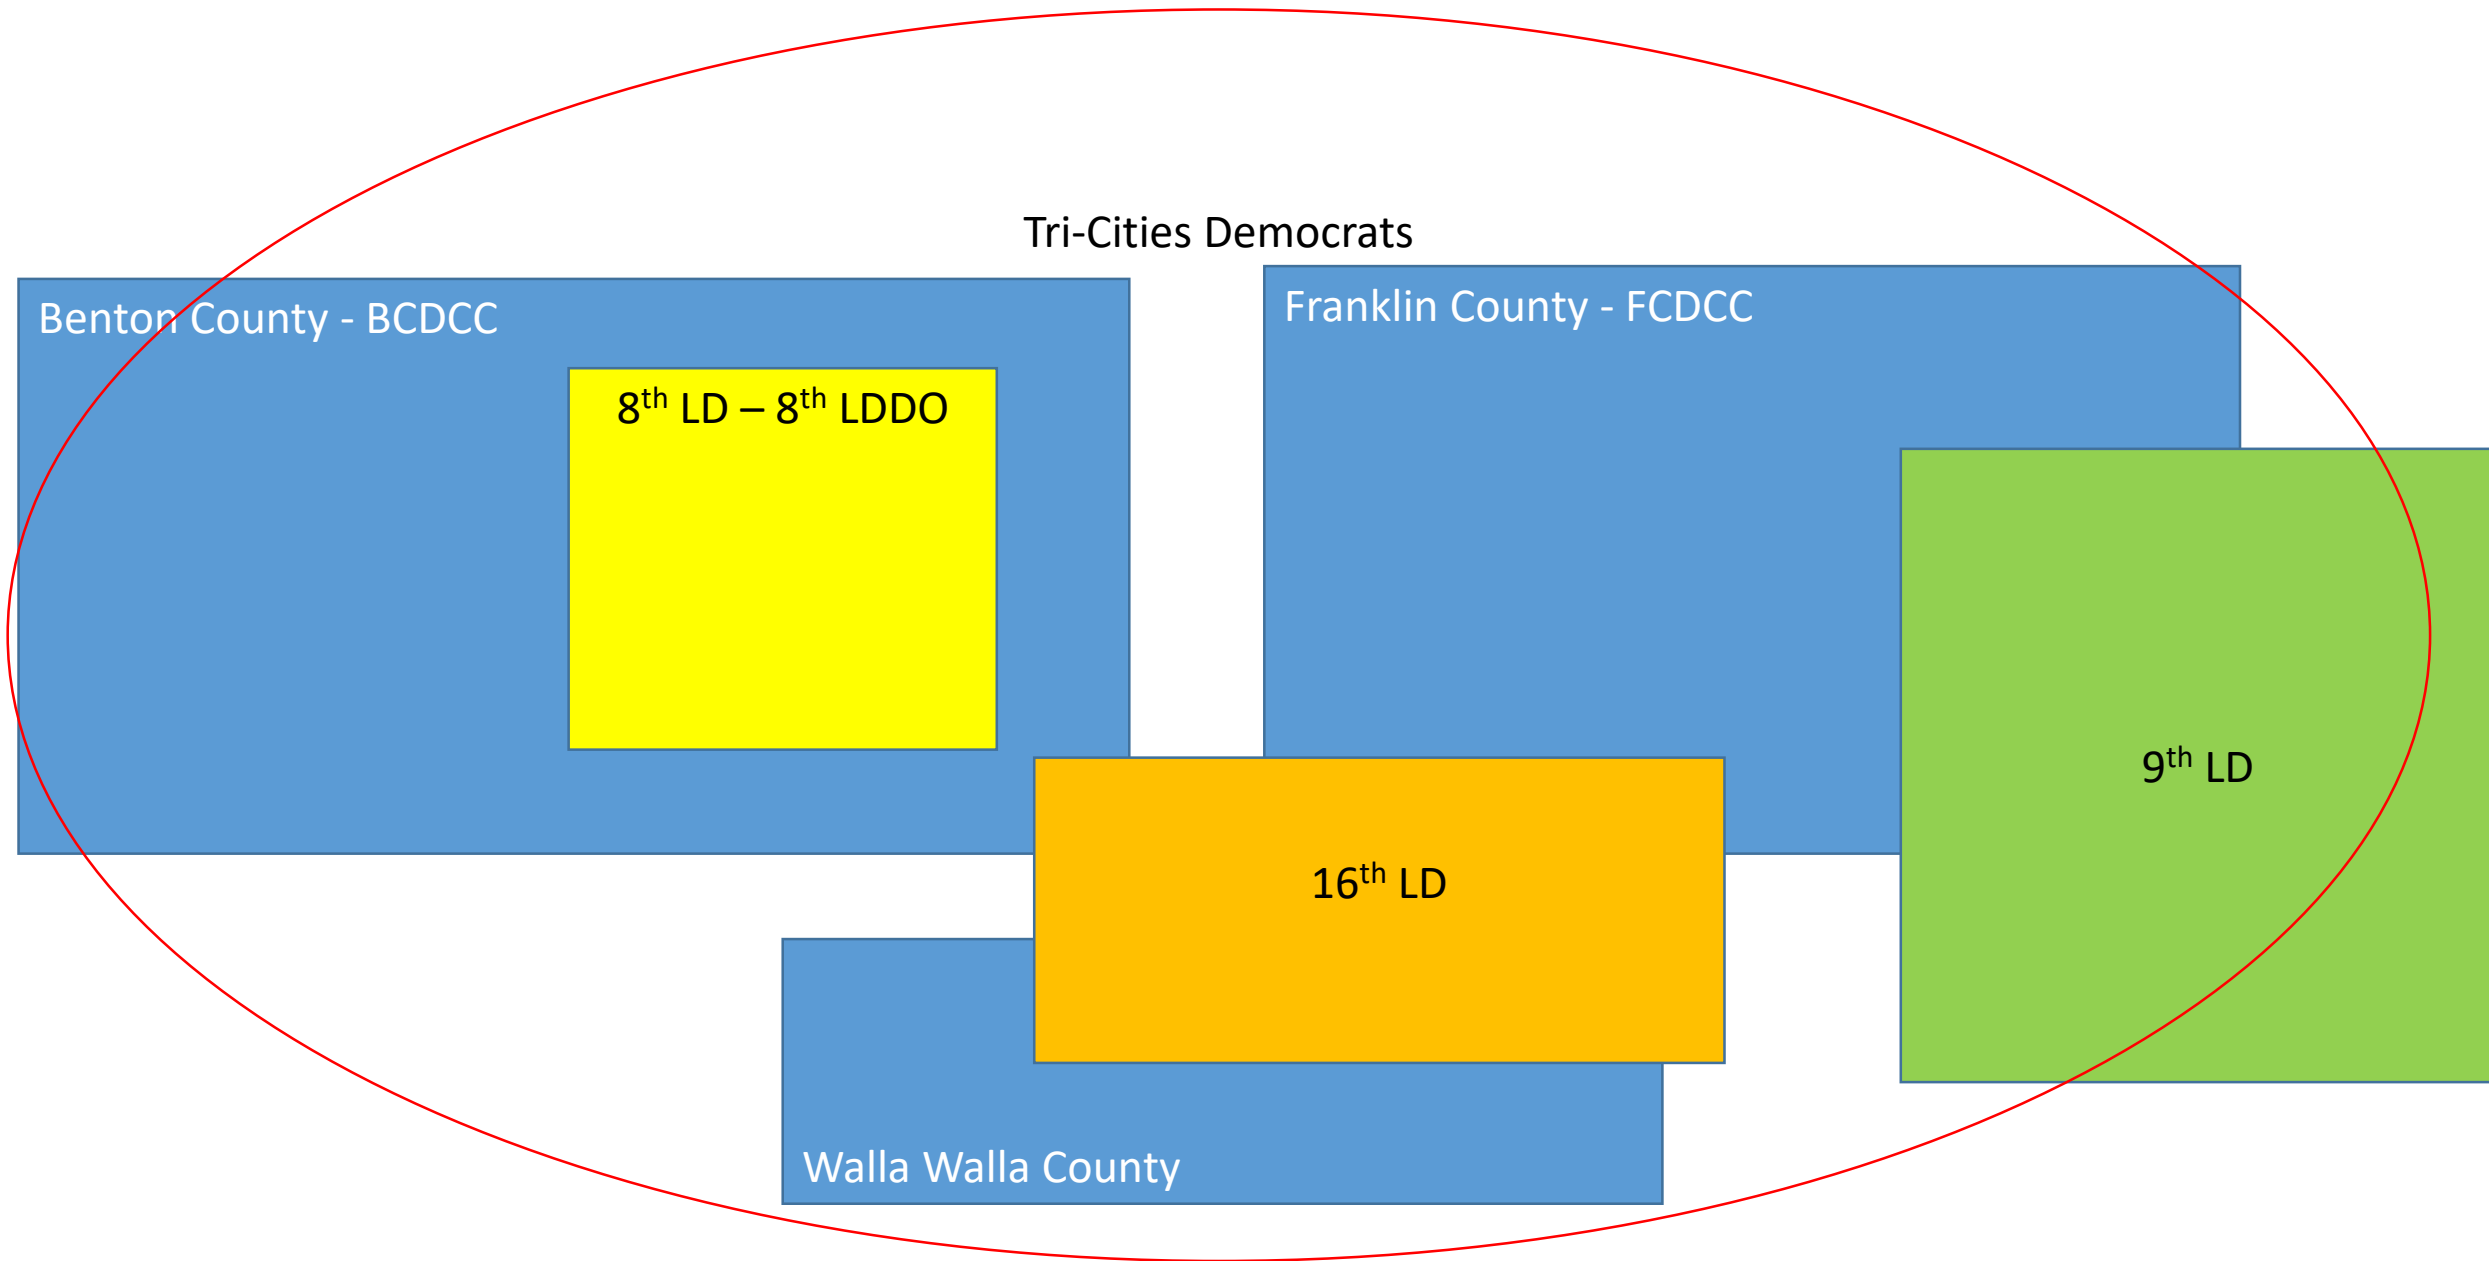 Tri-Cities Democrats
Benton County - BCDCC
Franklin County - FCDCC
8th LD – 8th LDDO
9th LD
16th LD
Walla Walla County